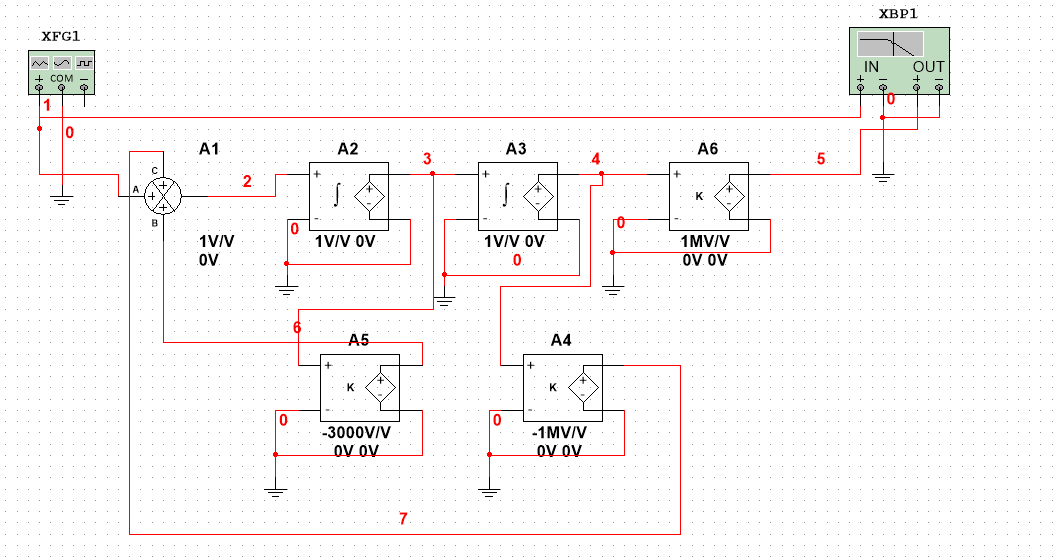 XBP1
XFG1
IN OUT
+ - + -
COM
+ -
1
0
0
A1
A2
3
A3
4
A6
5
C
A
B
2
+
∫
-
0
+
∫
-
+
K
-
0
1V/V
0V
1V/V 0V
1V/V 0V
0
1MV/V
0V 0V
6
A5
A4
+
K
-
0
+
K
-
0
-3000V/V
0V 0V
-1MV/V
0V 0V
7